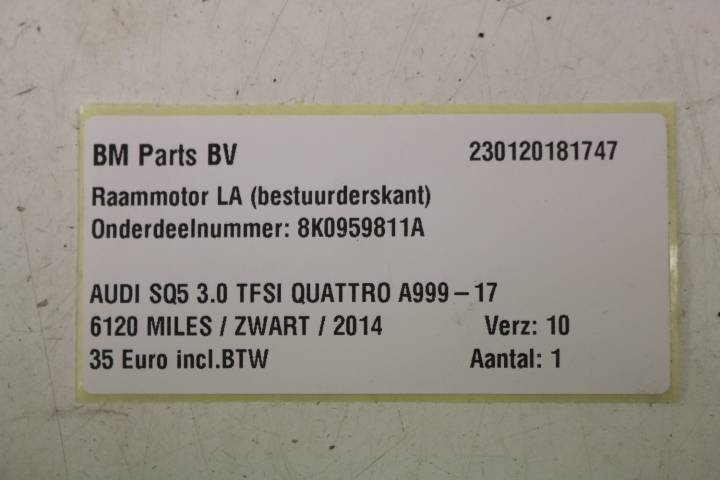 BM Parts BV 230120181747
Raammotor LA (bestuurderskant)
Onderdeelnummer: 8K0959811A
AUDI SQ5 3.0 TFSI QUATTRO A999 – 17
6120 MILES / ZWART / 2014 Verz: 10
35 Euro incl.BTW Aantal: 1